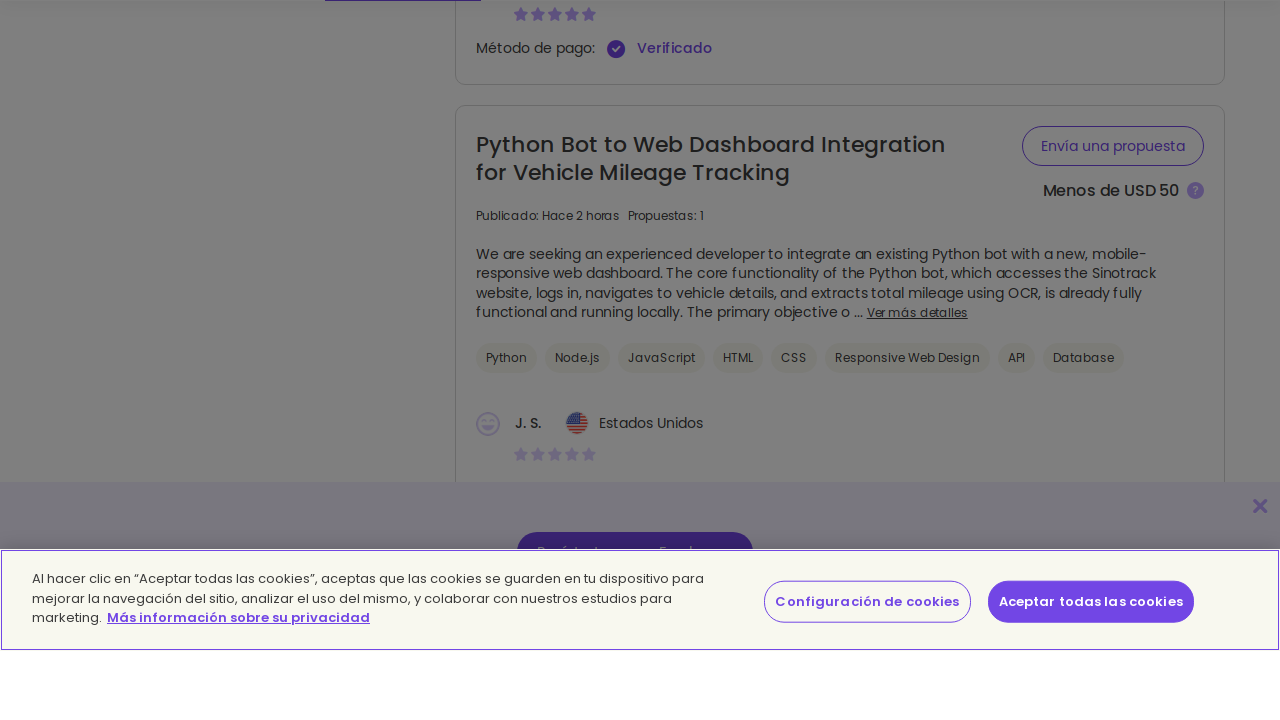 Método de pago: Verificado
Python Bot to Web Dashboard Integration
for Vehicle Mileage Tracking
Envía una propuesta
Menos de USD 50 ?
Publicado: Hace 2 horas Propuestas: 1
We are seeking an experienced developer to integrate an existing Python bot with a new, mobile-
responsive web dashboard. The core functionality of the Python bot, which accesses the Sinotrack
website, logs in, navigates to vehicle details, and extracts total mileage using OCR, is already fully
functional and running locally. The primary objective o ... Ver más detalles
Python Node.js JavaScript HTML CSS Responsive Web Design API Database
J. S. Estados Unidos
Al hacer clic en “Aceptar todas las cookies”, aceptas que las cookies se guarden en tu dispositivo para
mejorar la navegación del sitio, analizar el uso del mismo, y colaborar con nuestros estudios para
marketing. Más información sobre su privacidad
Configuración de cookies
Aceptar todas las cookies